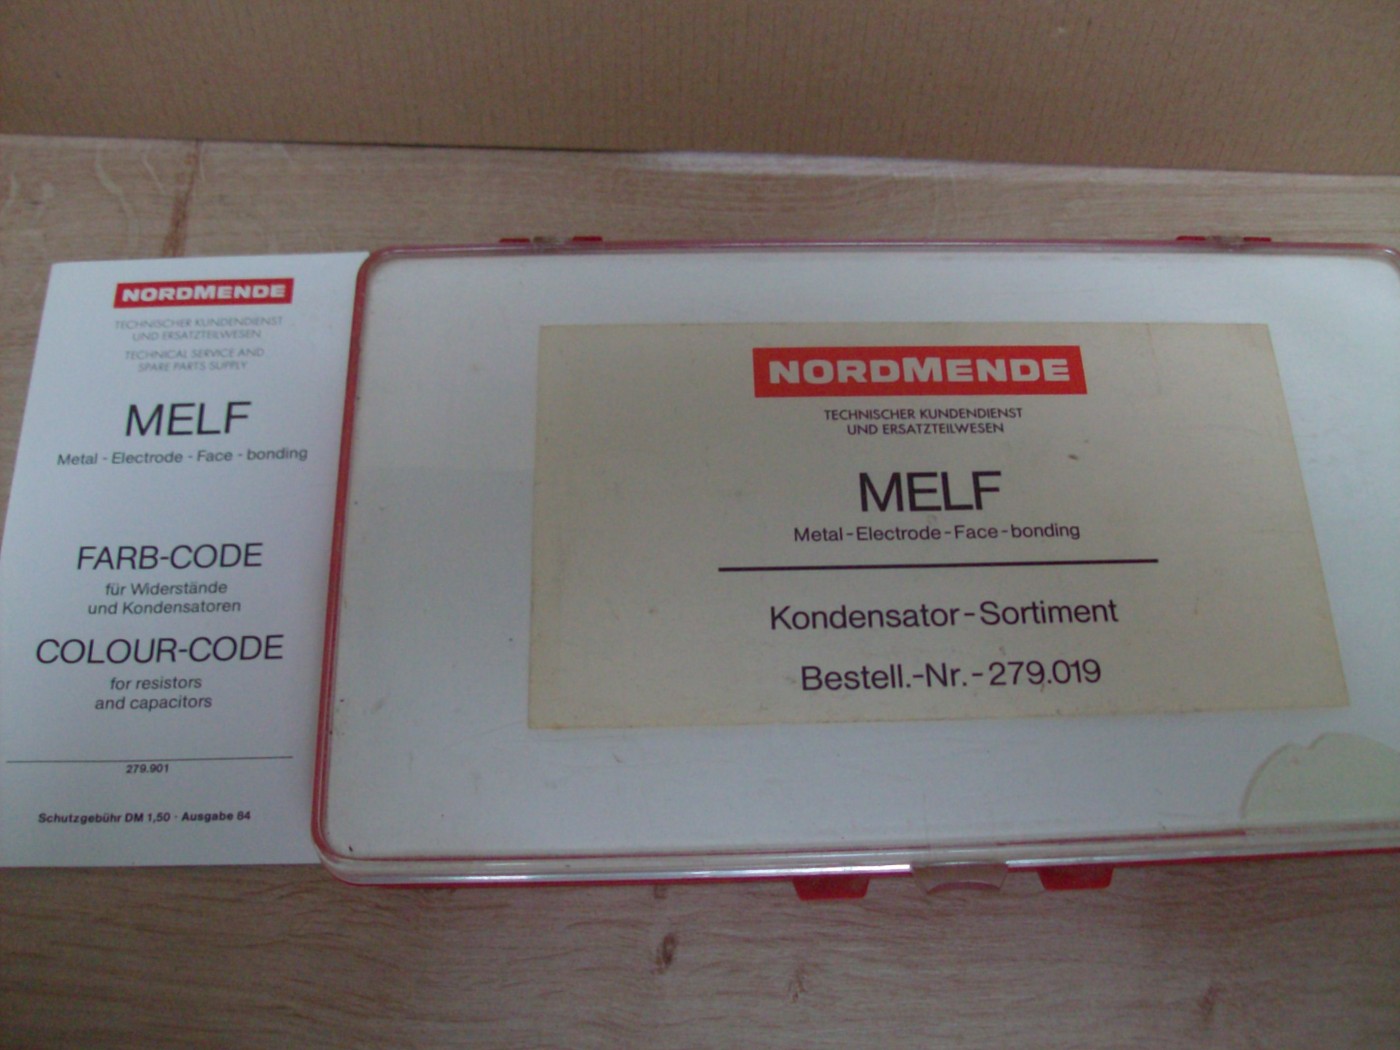 NORDMENDE
TECHNISCHER KUNDENDIENST
UND ERSATZTEILWESEN
TECHNICAL SERVICE AND
SPARE PARTS SUPPLY
MELF
Metal - Electrode - Face - bonding
FARB-CODE
für Widerstände
und Kondensatoren
COLOUR-CODE
for resistors
and capacitors
279.901
Schutzgebühr DM 1,50 · Ausgabe 84
NORDMENDE
TECHNISCHER KUNDENDIENST
UND ERSATZTEILWESEN
MELF
Metal-Electrode-Face-bonding
Kondensator-Sortiment
Bestell.-Nr.-279.019